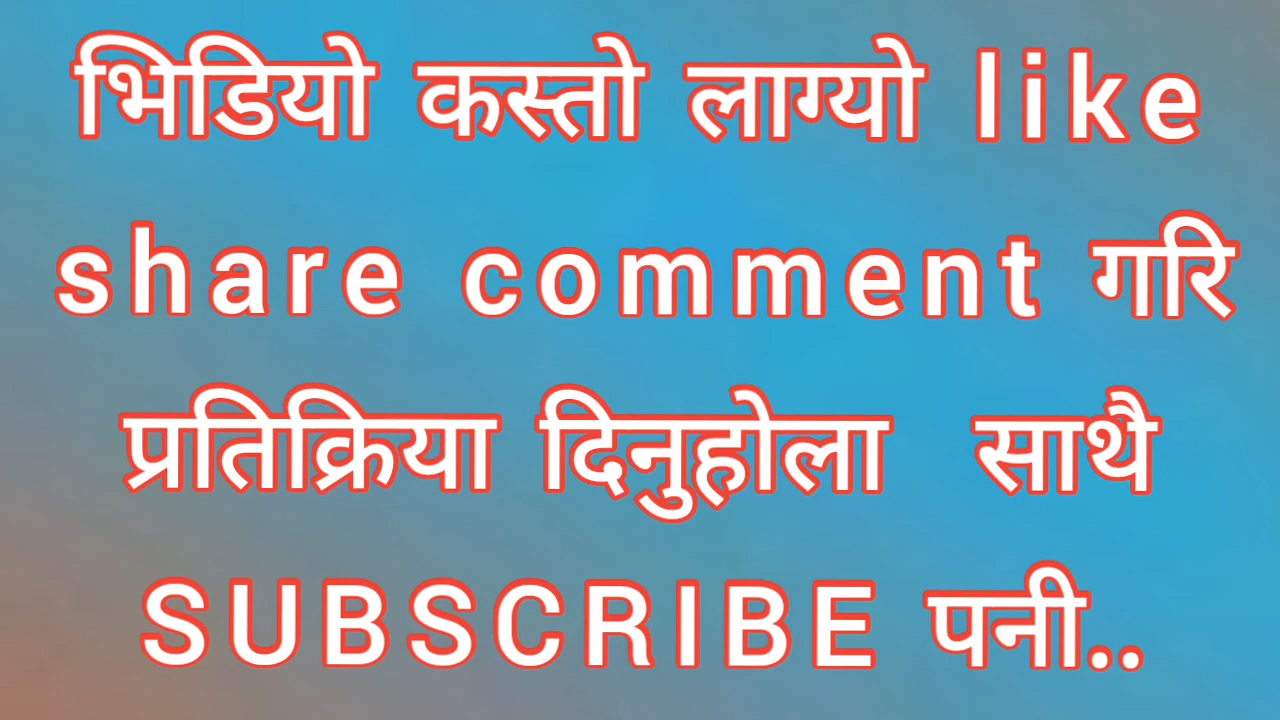 भिडियो कस्तो लाग्यो like
share comment गरि
प्रतिक्रिया दिनुहोला साथै
SUBSCRIBE पनी..